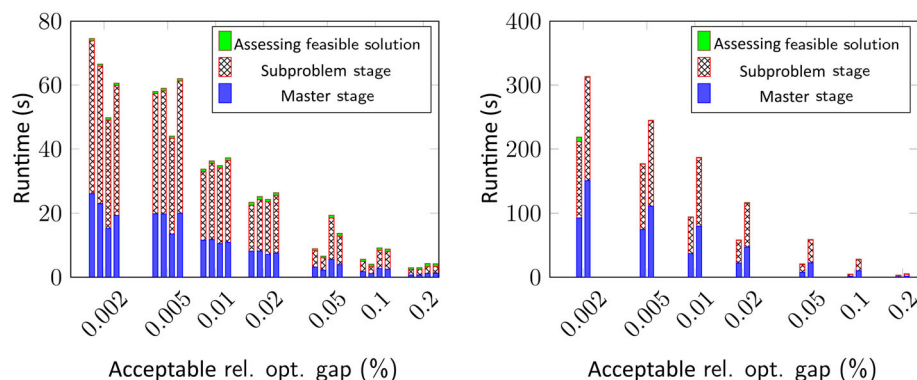 80
60
40
20
0
Runtime (s)
Assessing feasible solution
Subproblem stage
Master stage
0.002
0.005
0.01
0.02
0.05
0.1
0.2
Acceptable rel. opt. gap (%)
400
300
200
100
0
Runtime (s)
Assessing feasible solution
Subproblem stage
Master stage
0.002
0.005
0.01
0.02
0.05
0.1
0.2
Acceptable rel. opt. gap (%)